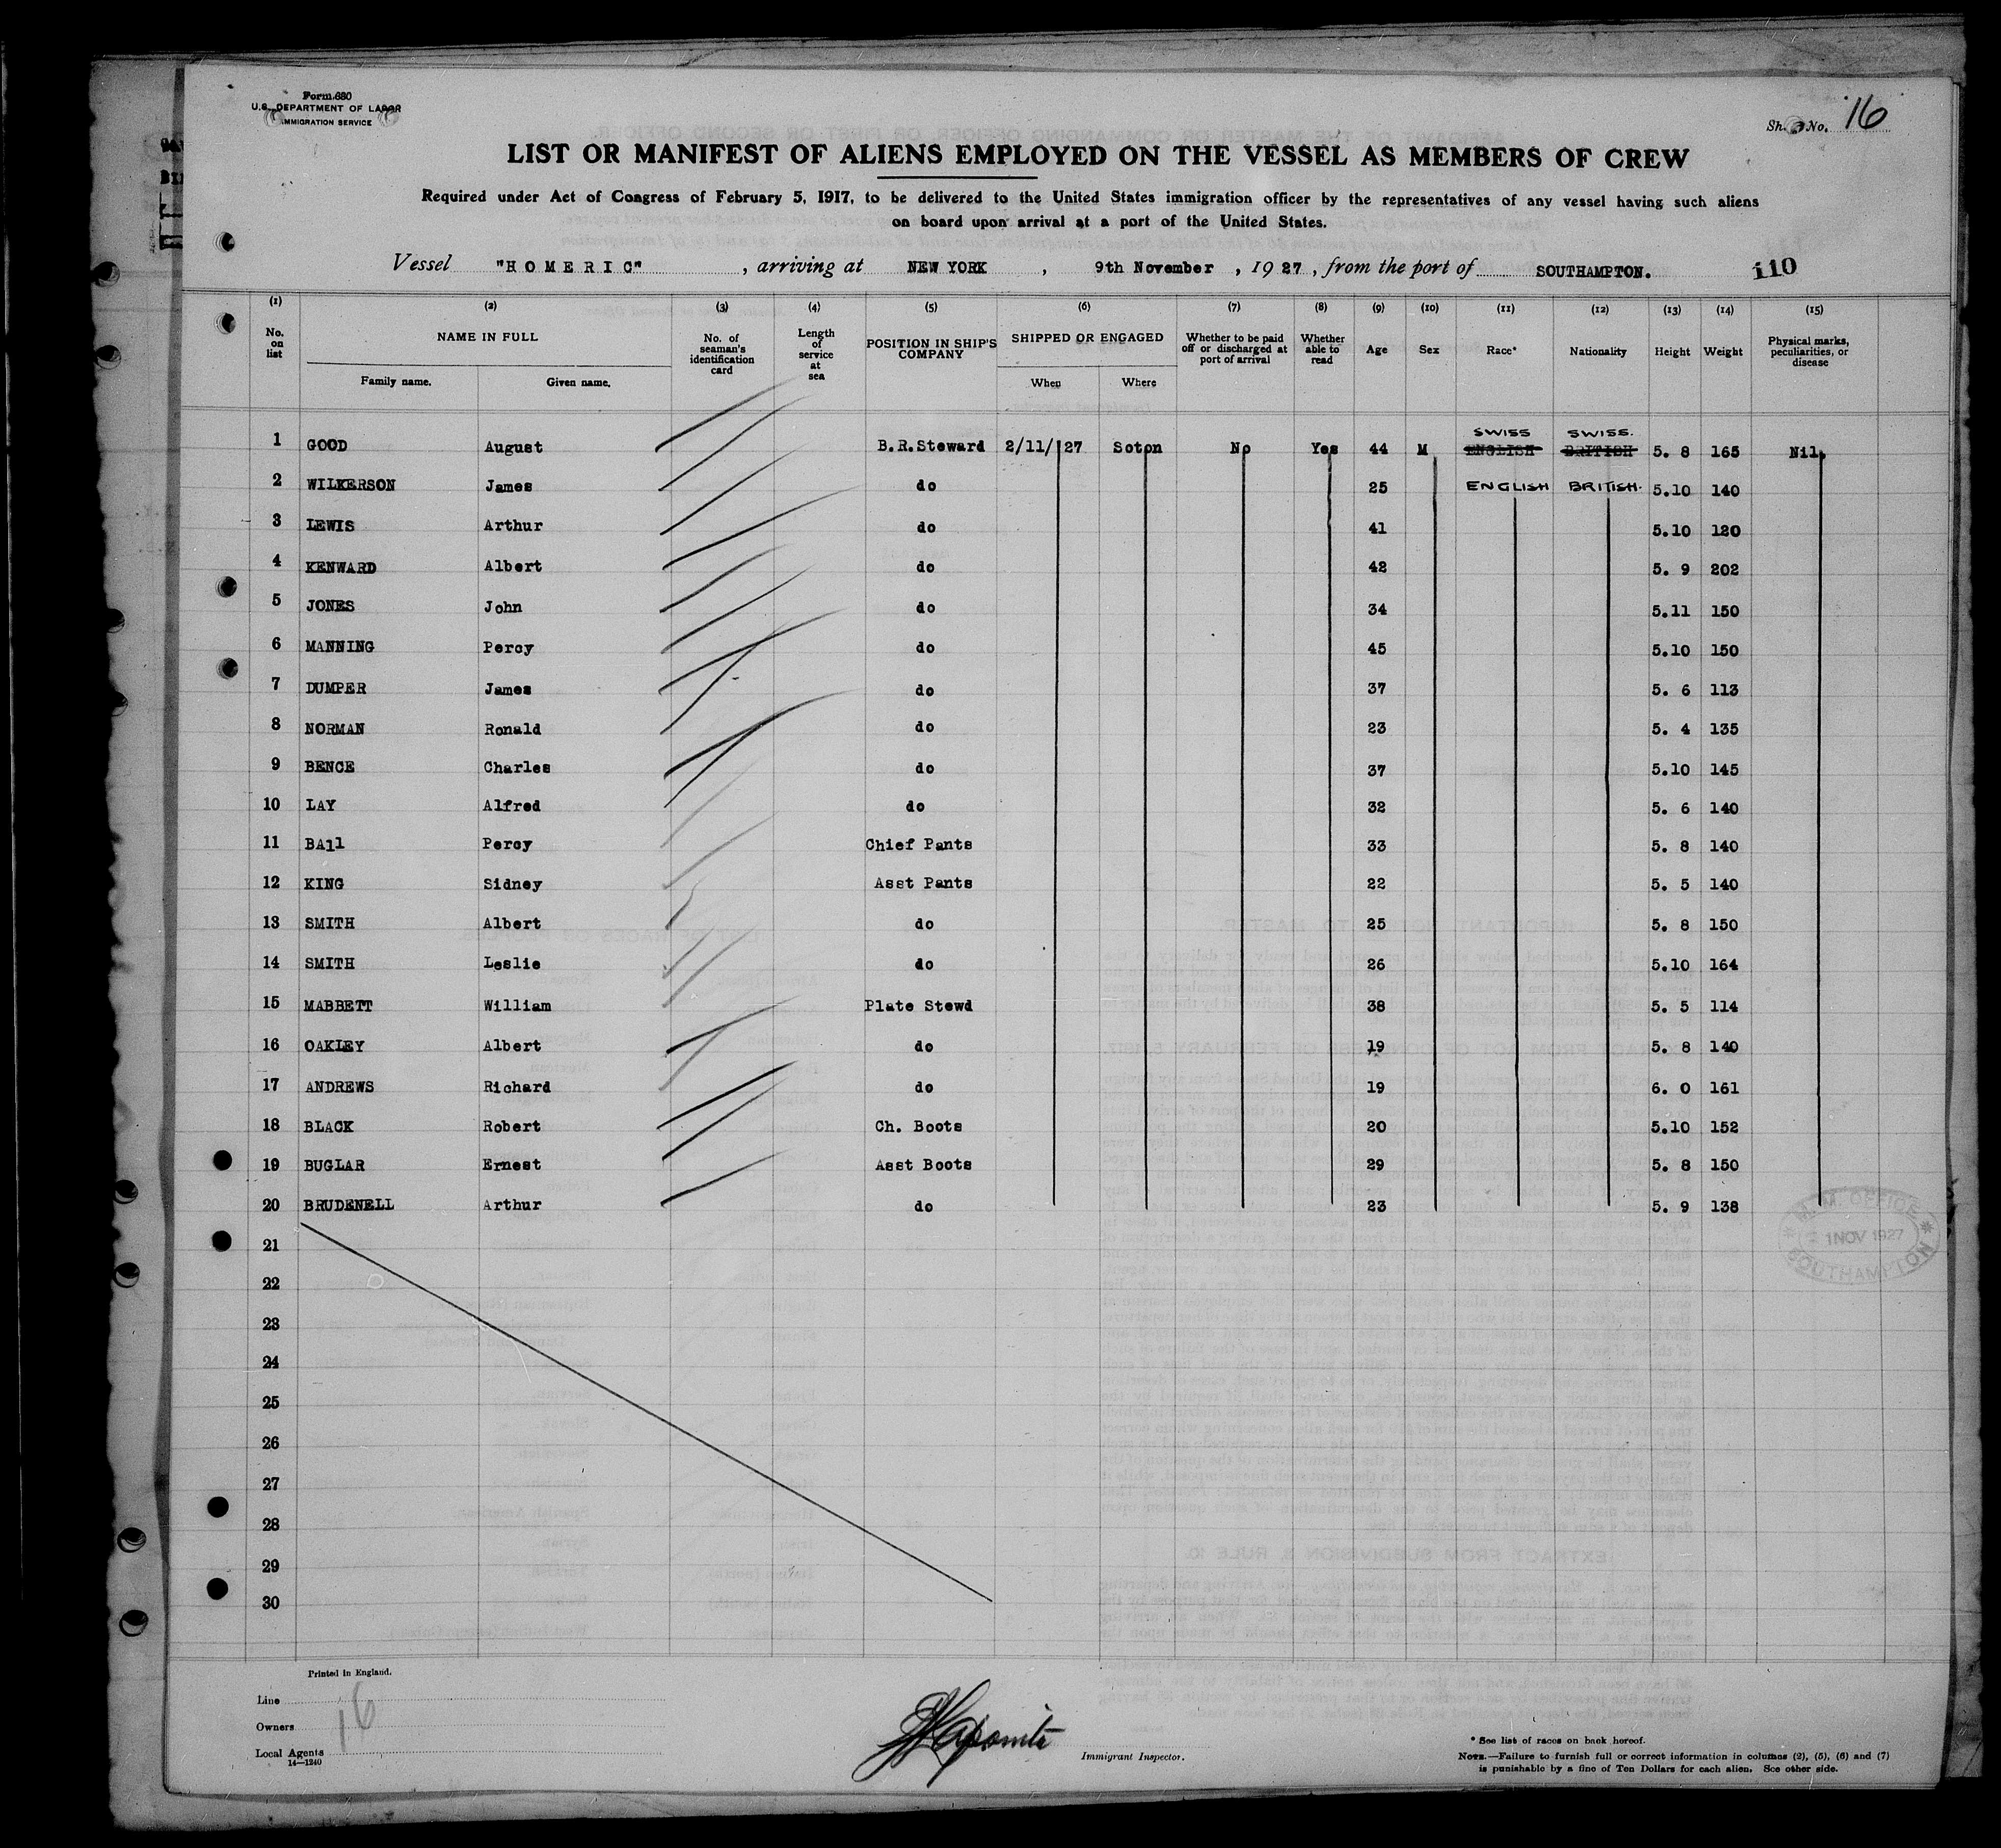 Form 680
U.S. DEPARTMENT OF LABOR
IMMIGRATION SERVICE
No. 16
LIST OR MANIFEST OF ALIENS EMPLOYED ON THE VESSEL AS MEMBERS OF CREW
Required under Act of Congress of February 5, 1917, to be delivered to the United States immigration officer by the representatives of any vessel having such aliens
on board upon arrival at a port of the United States.
Vessel "HOMERIC", arriving at NEW YORK, 9th November, 1927, from the port of SOUTHAMPTON. 110
(1) (2) (3) (4) (5) (6) (7) (8) (9) (10) (11) (12) (13) (14) (15)
No. on list NAME IN FULL No. of seaman's identification card Length of service at sea POSITION IN SHIP'S COMPANY SHIPPED OR ENGAGED Whether to be paid off or discharged at port of arrival Whether able to read Age Sex Race* Nationality Height Weight Physical marks, peculiarities, or disease
Family name. Given name. When Where
SWISS SWISS.
1 GOOD August B.R.Steward 2/11/27 Soton No Yes 44 M ENGLISH BRITISH 5. 8 165 Nil
2 WILKERSON James do 25 ENGLISH BRITISH. 5.10 140
3 LEWIS Arthur do 41 5.10 120
4 KENWARD Albert do 42 5. 9 202
5 JONES John do 34 5.11 150
6 MANNING Percy do 45 5.10 150
7 DUMPER James do 37 5. 6 113
8 NORMAN Ronald do 23 5. 4 135
9 BENCE Charles do 37 5.10 145
10 LAY Alfred do 32 5. 6 140
11 BAll Percy Chief Pants 33 5. 8 140
12 KING Sidney Asst Pants 22 5. 5 140
13 SMITH Albert do 25 5. 8 150
14 SMITH Leslie do 26 5.10 164
15 MABBETT William Plate Stewd 38 5. 5 114
16 OAKLEY Albert do 19 5. 8 140
17 ANDREWS Richard do 19 6. 0 161
18 BLACK Robert Ch. Boots 20 5.10 152
19 BUGLAR Ernest Asst Boots 29 5. 8 150
20 BRUDENELL Arthur do 23 5. 9 138
21
22
23
24
25
26
27
28
29
30
M.M. OFFICE
1 NOV 1927
SOUTHAMPTON
Printed in England.
Line
16
Owners
Local Agents
14—1240
Immigrant Inspector.
* See list of races on back hereof.
NOTE.—Failure to furnish full or correct information in columns (2), (5), (6) and (7)
is punishable by a fine of Ten Dollars for each alien. See other side.